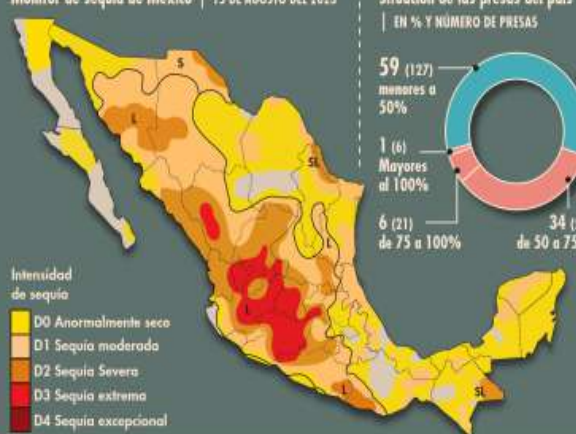 Monitor de sequía de México | 15 DE AGOSTO DEL 2023
Situación de las presas del país
| EN % Y NÚMERO DE PRESAS
59 (127)
menores a
50%
1 (6)
Mayores
al 100%
6 (21)
de 75 a 100%
34
de 50 a 75
S
L
SL
L
L
L
SL
Intensidad
de sequía
D0 Anormalmente seco
D1 Sequía moderada
D2 Sequía Severa
D3 Sequía extrema
D4 Sequía excepcional